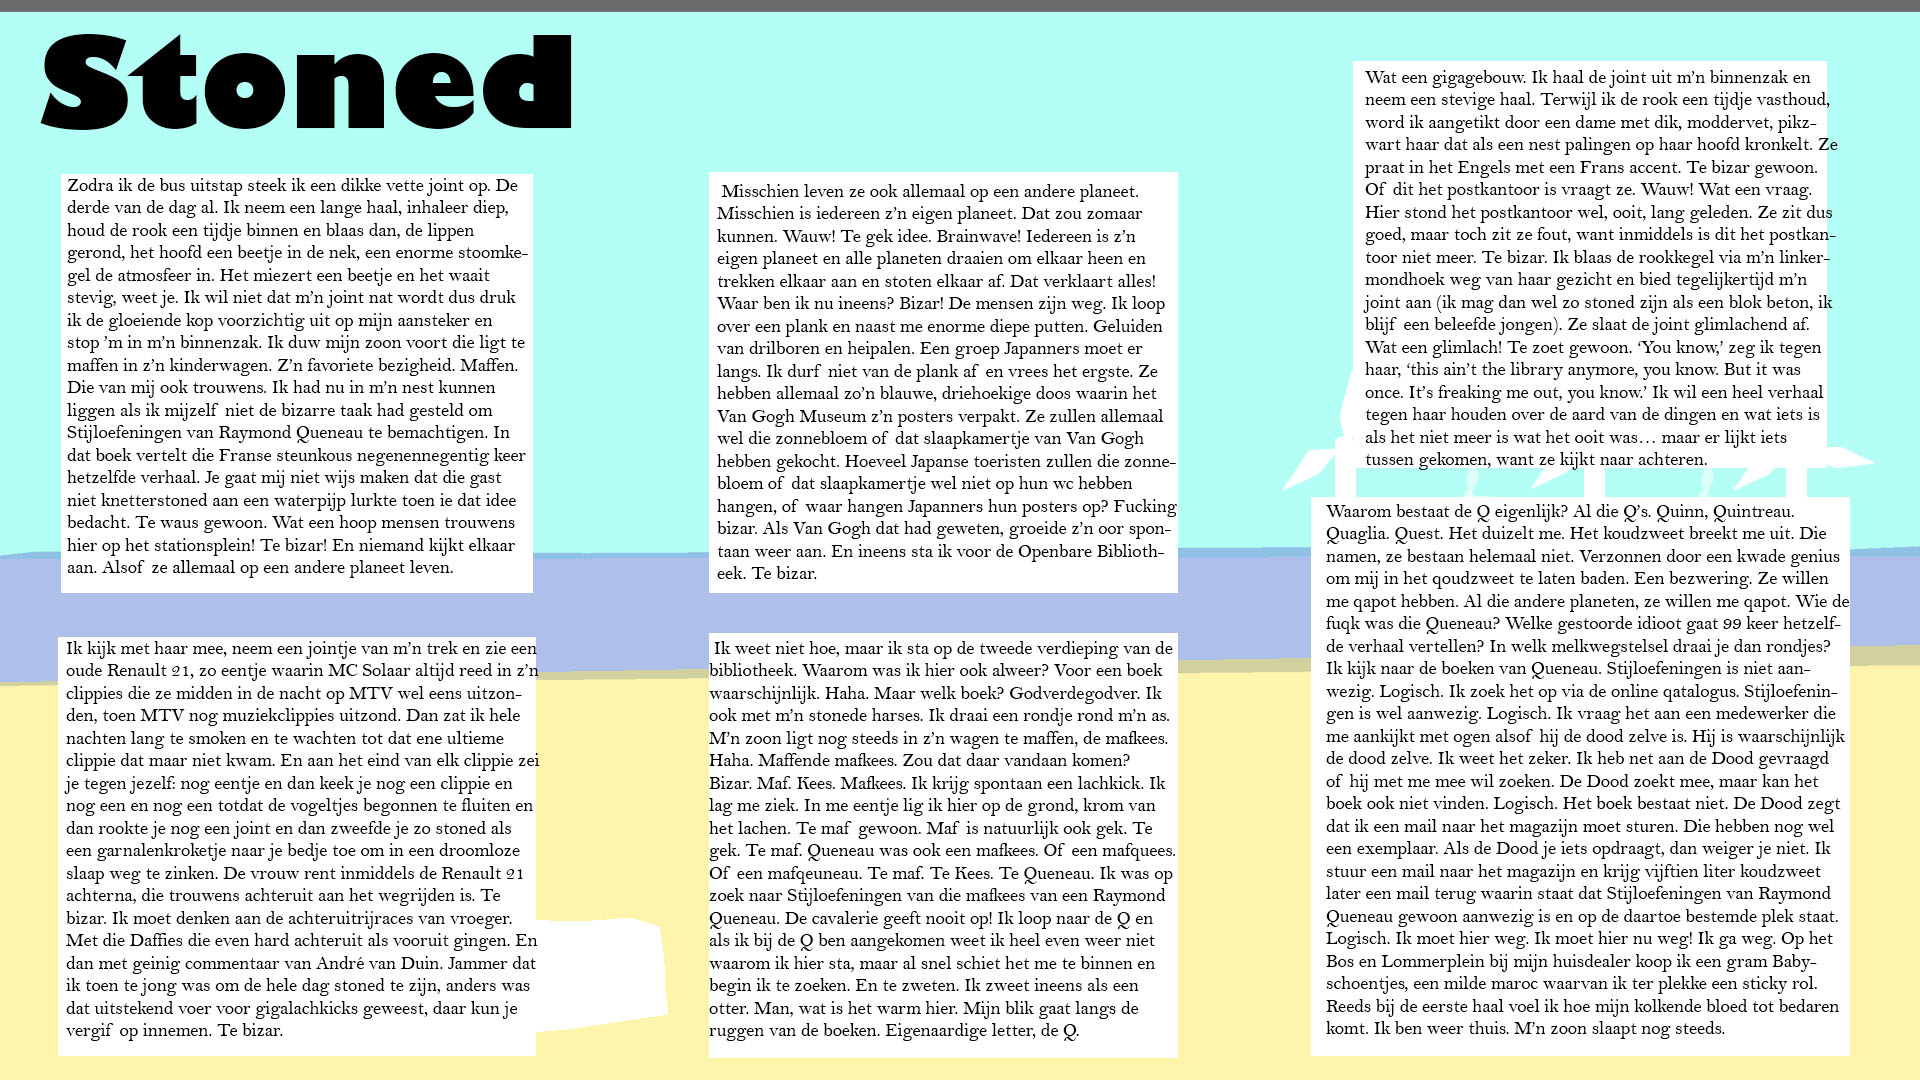 Stoned
Zodra ik de bus uitstap steek ik een dikke vette joint op. De
derde van de dag al. Ik neem een lange haal, inhaleer diep,
houd de rook een tijdje binnen en blaas dan, de lippen
gerond, het hoofd een beetje in de nek, een enorme stoomke-
gel de atmosfeer in. Het miezert een beetje en het waait
stevig, weet je. Ik wil niet dat m’n joint nat wordt dus druk
ik de gloeiende kop voorzichtig uit op mijn aansteker en
stop ’m in m’n binnenzak. Ik duw mijn zoon voort die ligt te
maffen in z’n kinderwagen. Z’n favoriete bezigheid. Maffen.
Die van mij ook trouwens. Ik had nu in m’n nest kunnen
liggen als ik mijzelf niet de bizarre taak had gesteld om
Stijloefeningen van Raymond Queneau te bemachtigen. In
dat boek vertelt die Franse steunkous negenennegentig keer
hetzelfde verhaal. Je gaat mij niet wijs maken dat die gast
niet knetterstoned aan een waterpijp lurkte toen ie dat idee
bedacht. Te waus gewoon. Wat een hoop mensen trouwens
hier op het stationsplein! Te bizar! En niemand kijkt elkaar
aan. Alsof ze allemaal op een andere planeet leven.
Misschien leven ze ook allemaal op een andere planeet.
Misschien is iedereen z’n eigen planeet. Dat zou zomaar
kunnen. Wauw! Te gek idee. Brainwave! Iedereen is z’n
eigen planeet en alle planeten draaien om elkaar heen en
trekken elkaar aan en stoten elkaar af. Dat verklaart alles!
Waar ben ik nu ineens? Bizar! De mensen zijn weg. Ik loop
over een plank en naast me enorme diepe putten. Geluiden
van drilboren en heipalen. Een groep Japanners moet er
langs. Ik durf niet van de plank af en vrees het ergste. Ze
hebben allemaal zo’n blauwe, driehoekige doos waarin het
Van Gogh Museum z’n posters verpakt. Ze zullen allemaal
wel die zonnebloem of dat slaapkamertje van Van Gogh
hebben gekocht. Hoeveel Japanse toeristen zullen die zonne-
bloem of dat slaapkamertje wel niet op hun wc hebben
hangen, of waar hangen Japanners hun posters op? Fucking
bizar. Als Van Gogh dat had geweten, groeide z’n oor spon-
taan weer aan. En ineens sta ik voor de Openbare Biblioth-
eek. Te bizar.
Wat een gigagebouw. Ik haal de joint uit m’n binnenzak en
neem een stevige haal. Terwijl ik de rook een tijdje vasthoud,
word ik aangetikt door een dame met dik, moddervet, pikz-
wart haar dat als een nest palingen op haar hoofd kronkelt. Ze
praat in het Engels met een Frans accent. Te bizar gewoon.
Of dit het postkantoor is vraagt ze. Wauw! Wat een vraag.
Hier stond het postkantoor wel, ooit, lang geleden. Ze zit dus
goed, maar toch zit ze fout, want inmiddels is dit het postkan-
toor niet meer. Te bizar. Ik blaas de rookkegel via m’n linker-
mondhoek weg van haar gezicht en bied tegelijkertijd m’n
joint aan (ik mag dan wel zo stoned zijn als een blok beton, ik
blijf een beleefde jongen). Ze slaat de joint glimlachend af.
Wat een glimlach! Te zoet gewoon. ‘You know,’ zeg ik tegen
haar, ‘this ain’t the library anymore, you know. But it was
once. It’s freaking me out, you know.’ Ik wil een heel verhaal
tegen haar houden over de aard van de dingen en wat iets is
als het niet meer is wat het ooit was… maar er lijkt iets
tussen gekomen, want ze kijkt naar achteren.
Ik kijk met haar mee, neem een jointje van m’n trek en zie een
oude Renault 21, zo eentje waarin MC Solaar altijd reed in z’n
clippies die ze midden in de nacht op MTV wel eens uitzon-
den, toen MTV nog muziekclippies uitzond. Dan zat ik hele
nachten lang te smoken en te wachten tot dat ene ultieme
clippie dat maar niet kwam. En aan het eind van elk clippie zei
je tegen jezelf: nog eentje en dan keek je nog een clippie en
nog een en nog een totdat de vogeltjes begonnen te fluiten en
dan rookte je nog een joint en dan zweefde je zo stoned als
een garnalenkroketje naar je bedje toe om in een droomloze
slaap weg te zinken. De vrouw rent inmiddels de Renault 21
achterna, die trouwens achteruit aan het wegrijden is. Te
bizar. Ik moet denken aan de achteruitrijraces van vroeger.
Met die Daffies die even hard achteruit als vooruit gingen. En
dan met geinig commentaar van André van Duin. Jammer dat
ik toen te jong was om de hele dag stoned te zijn, anders was
dat uitstekend voer voor gigalachkicks geweest, daar kun je
vergif op innemen. Te bizar.
Ik weet niet hoe, maar ik sta op de tweede verdieping van de
bibliotheek. Waarom was ik hier ook alweer? Voor een boek
waarschijnlijk. Haha. Maar welk boek? Godverdegodver. Ik
ook met m’n stonede harses. Ik draai een rondje rond m’n as.
M’n zoon ligt nog steeds in z’n wagen te maffen, de mafkees.
Haha. Maffende mafkees. Zou dat daar vandaan komen?
Bizar. Maf. Kees. Mafkees. Ik krijg spontaan een lachkick. Ik
lag me ziek. In me eentje lig ik hier op de grond, krom van
het lachen. Te maf gewoon. Maf is natuurlijk ook gek. Te
gek. Te maf. Queneau was ook een mafkees. Of een mafquees.
Of een mafqeuneau. Te maf. Te Kees. Te Queneau. Ik was op
zoek naar Stijloefeningen van die mafkees van een Raymond
Queneau. De cavalerie geeft nooit op! Ik loop naar de Q en
als ik bij de Q ben aangekomen weet ik heel even weer niet
waarom ik hier sta, maar al snel schiet het me te binnen en
begin ik te zoeken. En te zweten. Ik zweet ineens als een
otter. Man, wat is het warm hier. Mijn blik gaat langs de
ruggen van de boeken. Eigenaardige letter, de Q.
Waarom bestaat de Q eigenlijk? Al die Q’s. Quinn, Quintreau.
Quaglia. Quest. Het duizelt me. Het koudzweet breekt me uit. Die
namen, ze bestaan helemaal niet. Verzonnen door een kwade genius
om mij in het qoudzweet te laten baden. Een bezwering. Ze willen
me qapot hebben. Al die andere planeten, ze willen me qapot. Wie de
fuqk was die Queneau? Welke gestoorde idioot gaat 99 keer hetzelf-
de verhaal vertellen? In welk melkwegstelsel draai je dan rondjes?
Ik kijk naar de boeken van Queneau. Stijloefeningen is niet aan-
wezig. Logisch. Ik zoek het op via de online qatalogus. Stijloefenin-
gen is wel aanwezig. Logisch. Ik vraag het aan een medewerker die
me aankijkt met ogen alsof hij de dood zelve is. Hij is waarschijnlijk
de dood zelve. Ik weet het zeker. Ik heb net aan de Dood gevraagd
of hij met me mee wil zoeken. De Dood zoekt mee, maar kan het
boek ook niet vinden. Logisch. Het boek bestaat niet. De Dood zegt
dat ik een mail naar het magazijn moet sturen. Die hebben nog wel
een exemplaar. Als de Dood je iets opdraagt, dan weiger je niet. Ik
stuur een mail naar het magazijn en krijg vijftien liter koudzweet
later een mail terug waarin staat dat Stijloefeningen van Raymond
Queneau gewoon aanwezig is en op de daartoe bestemde plek staat.
Logisch. Ik moet hier weg. Ik moet hier nu weg! Ik ga weg. Op het
Bos en Lommerplein bij mijn huisdealer koop ik een gram Baby-
schoentjes, een milde maroc waarvan ik ter plekke een sticky rol.
Reeds bij de eerste haal voel ik hoe mijn kolkende bloed tot bedaren
komt. Ik ben weer thuis. M’n zoon slaapt nog steeds.